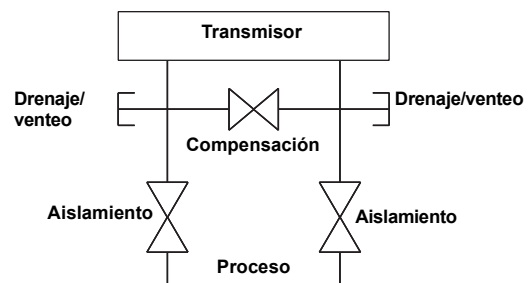 Transmisor
Drenaje/
venteo
Drenaje/venteo
Compensación
Aislamiento
Aislamiento
Proceso